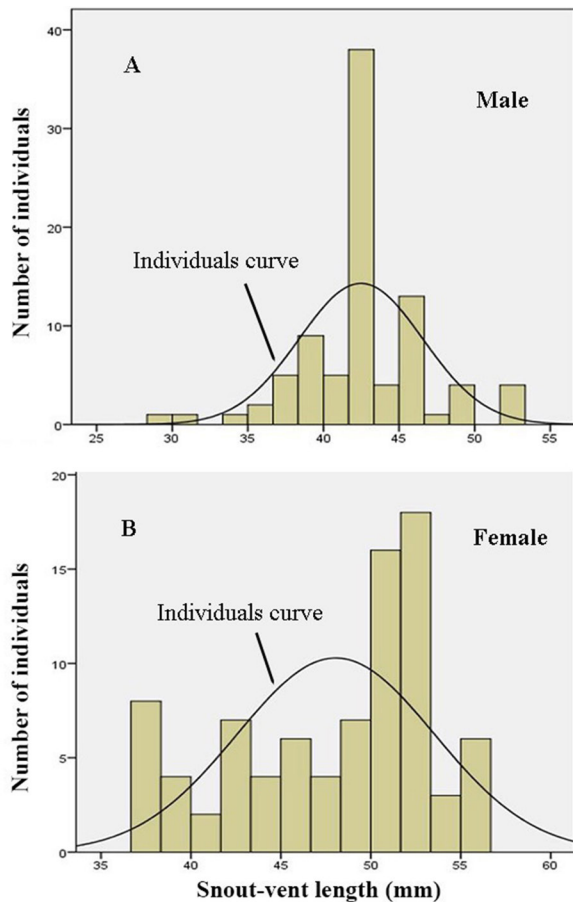 40
A
Male
30
Number of individuals
20
Individuals curve
10
0
25 30 35 40 45 50 55
20
B
Female
15
Number of individuals
Individuals curve
10
5
0
35 40 45 50 55 60
Snout-vent length (mm)